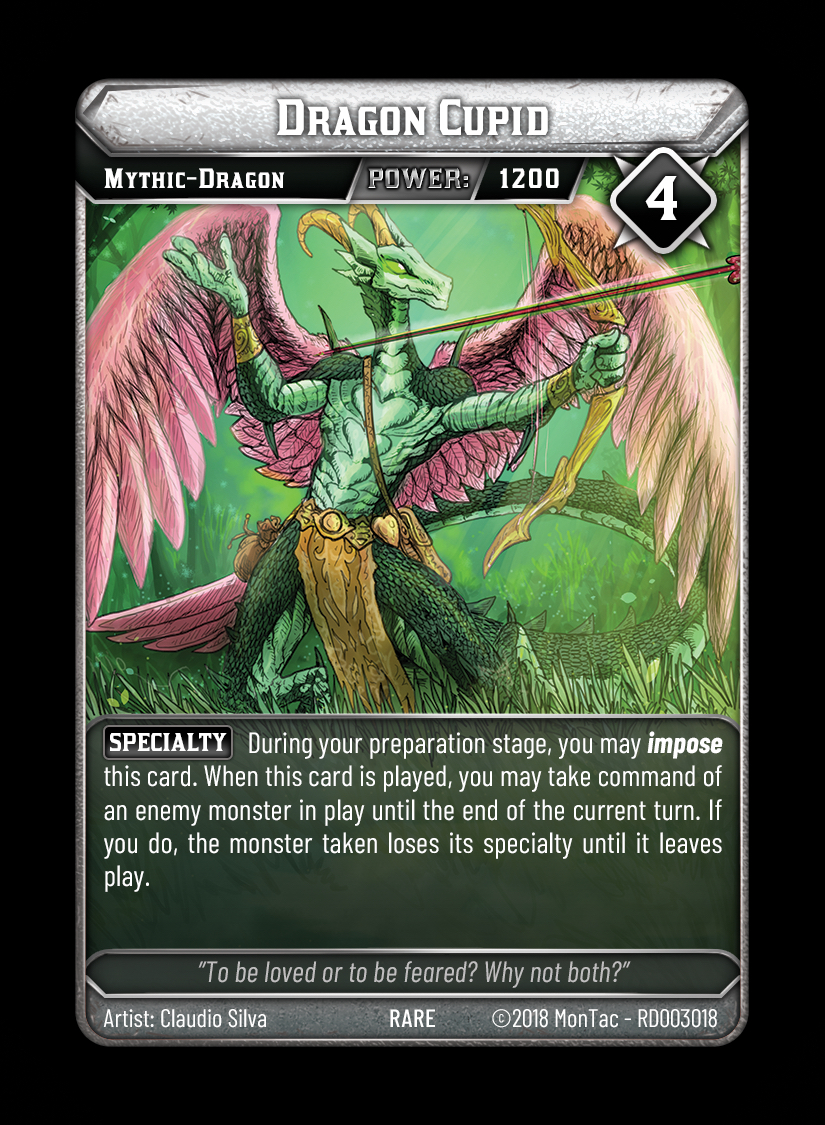 Dragon Cupid
Mythic-Dragon POWER: 1200
4
SPECIALTY During your preparation stage, you may impose
this card. When this card is played, you may take command of
an enemy monster in play until the end of the current turn. If
you do, the monster taken loses its specialty until it leaves
play.
"To be loved or to be feared? Why not both?"
Artist: Claudio Silva RARE ©2018 MonTac - RD003018